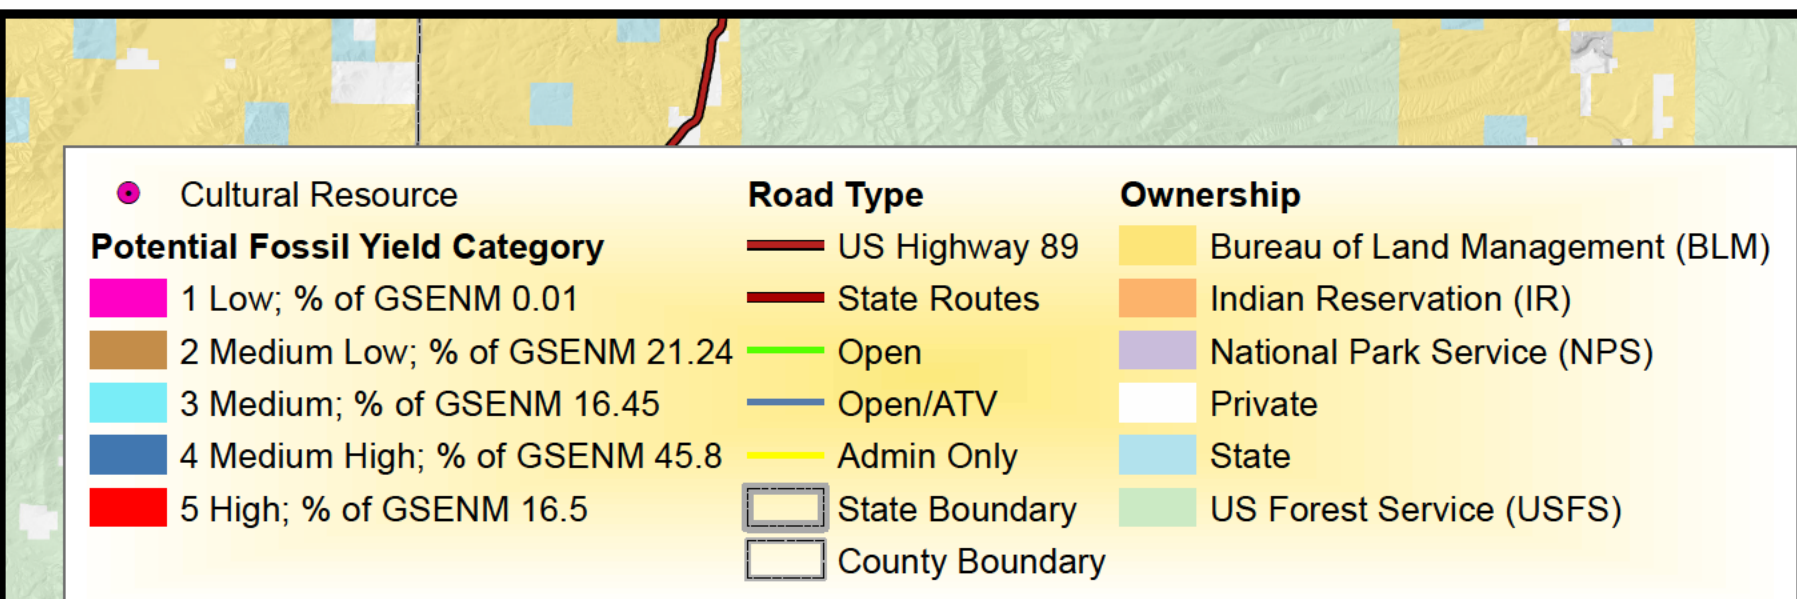 Cultural Resource
Potential Fossil Yield Category
1 Low; % of GSENM 0.01
2 Medium Low; % of GSENM 21.24
3 Medium; % of GSENM 16.45
4 Medium High; % of GSENM 45.8
5 High; % of GSENM 16.5
Road Type
US Highway 89
State Routes
Open
Open/ATV
Admin Only
State Boundary
County Boundary
Ownership
Bureau of Land Management (BLM)
Indian Reservation (IR)
National Park Service (NPS)
Private
State
US Forest Service (USFS)